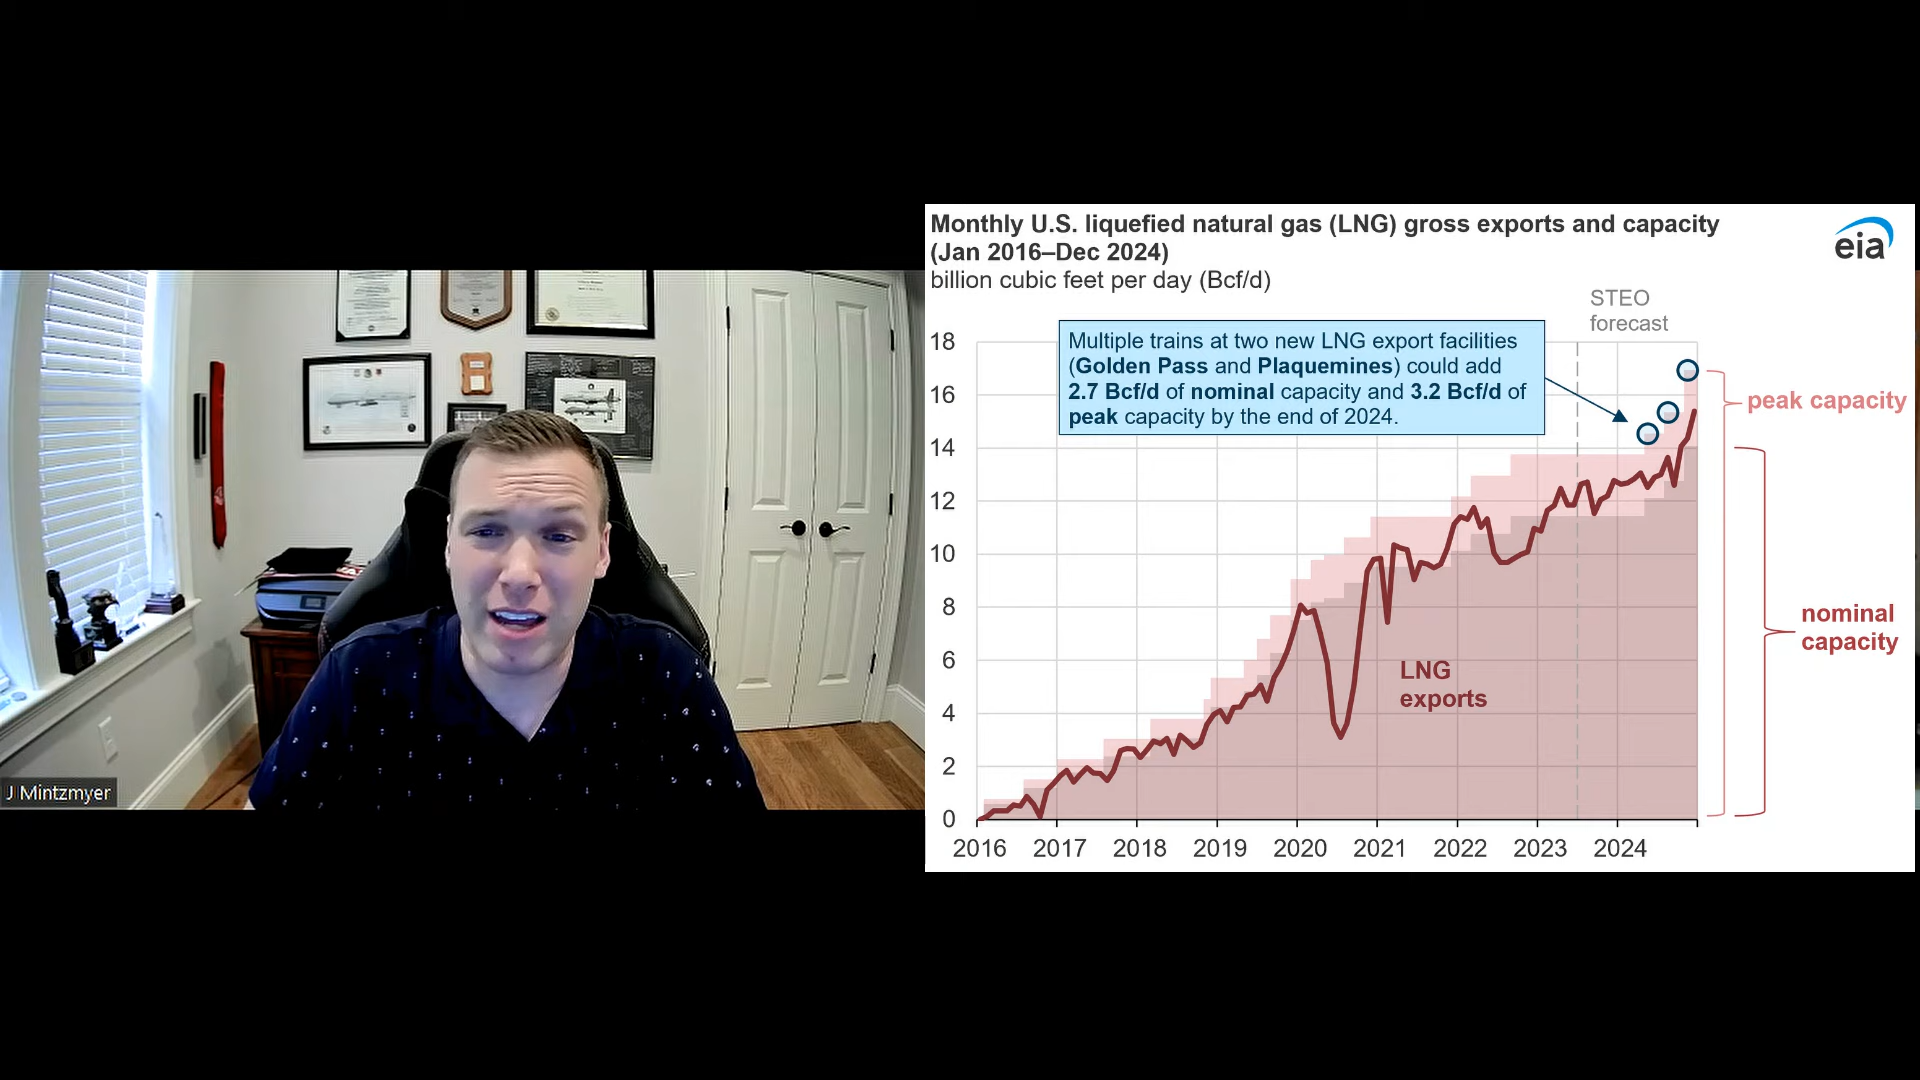 Monthly U.S. liquefied natural gas (LNG) gross exports and capacity
(Jan 2016–Dec 2024)
billion cubic feet per day (Bcf/d)
eia
STEO
forecast
Multiple trains at two new LNG export facilities
(Golden Pass and Plaquemines) could add
2.7 Bcf/d of nominal capacity and 3.2 Bcf/d of
peak capacity by the end of 2024.
18
16
14
12
10
8
6
4
2
0
peak capacity
nominal
capacity
LNG
exports
2016 2017 2018 2019 2020 2021 2022 2023 2024
J Mintzmyer